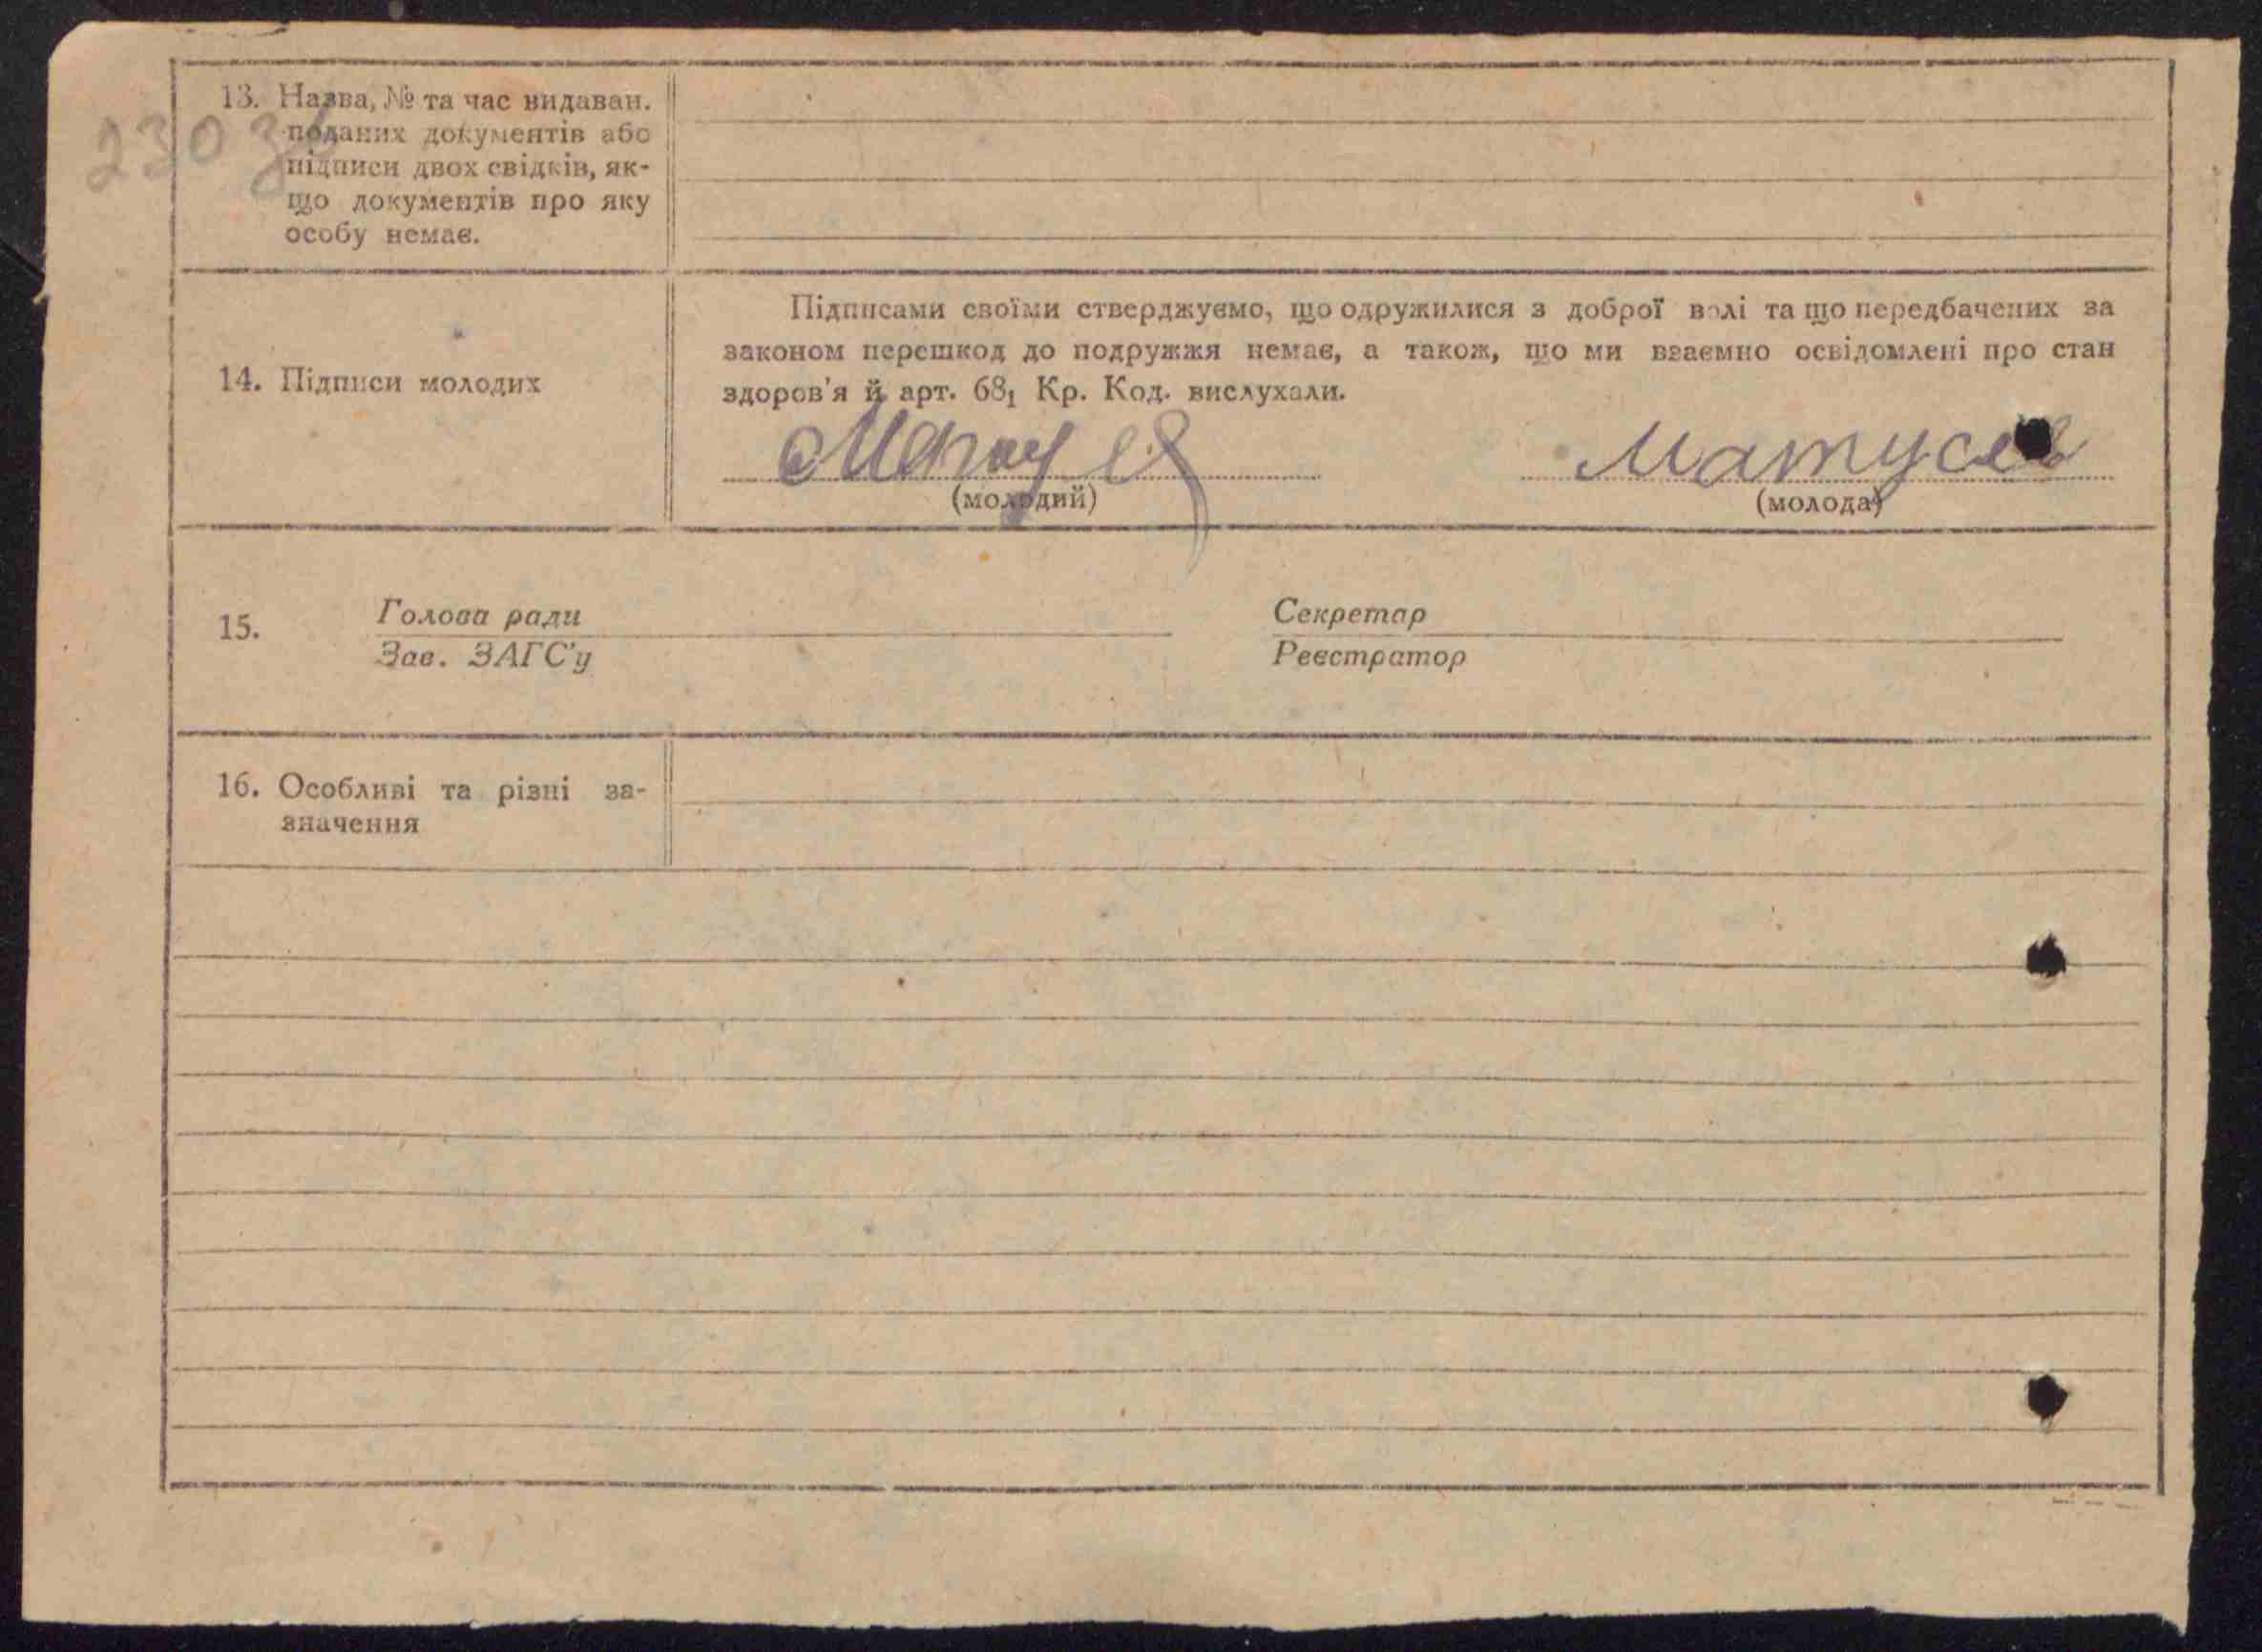 230 зв
13. Назва, № та час видаван.
поданих документів або
підписи двох свідків, як-
що документів про яку
особу немає.
Підписами своїми стверджуємо, що одружилися з доброї волі та що передбачених за
законом перешкод до подружжя немає, а також, що ми взаємно освідомлені про стан
14. Підписи молодих
здоров'я й арт. 68₁ Кр. Код. вислухали.
(молодий)
(молода)
15.
Голова ради
Секретар
Зав. ЗАГС'у
Реєстратор
16. Особливі та різні за-
значення